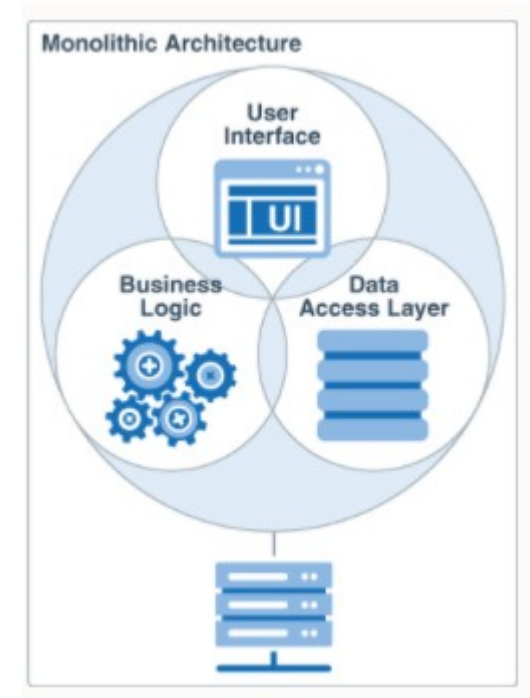 Monolithic Architecture
User
Interface
UI
Business
Logic
Data
Access Layer